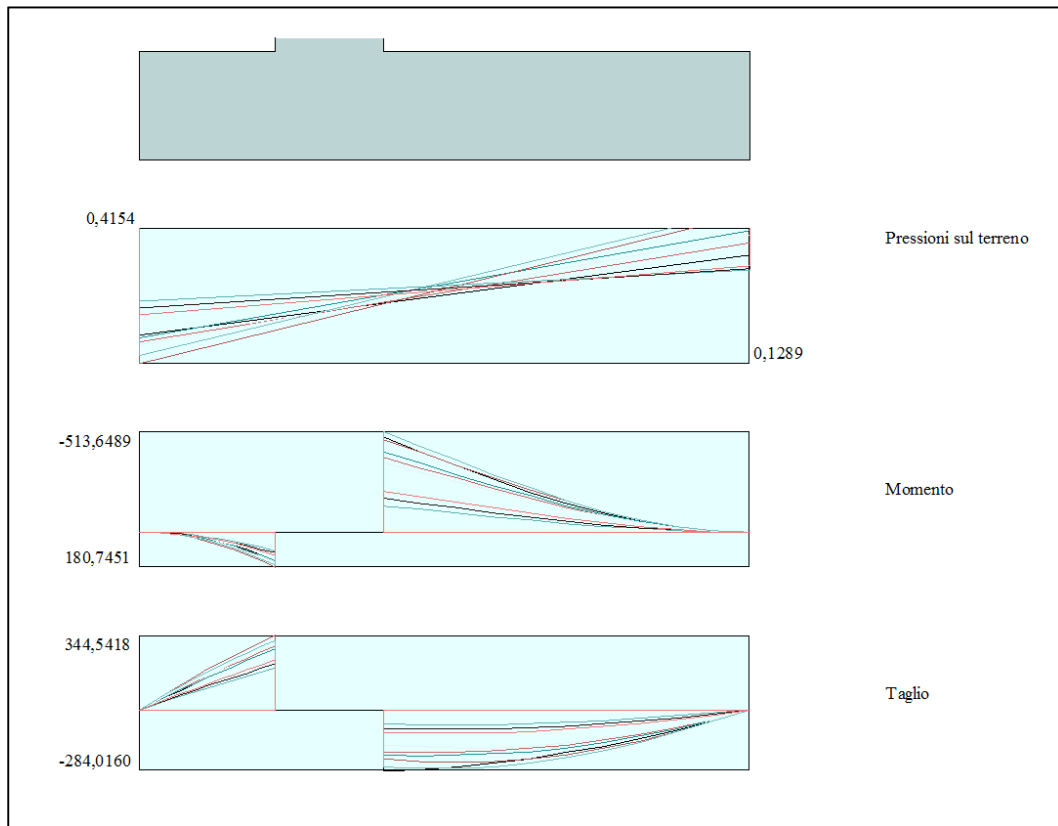 0,4154
Pressioni sul terreno
0,1289
-513,6489
Momento
180,7451
344,5418
Taglio
-284,0160